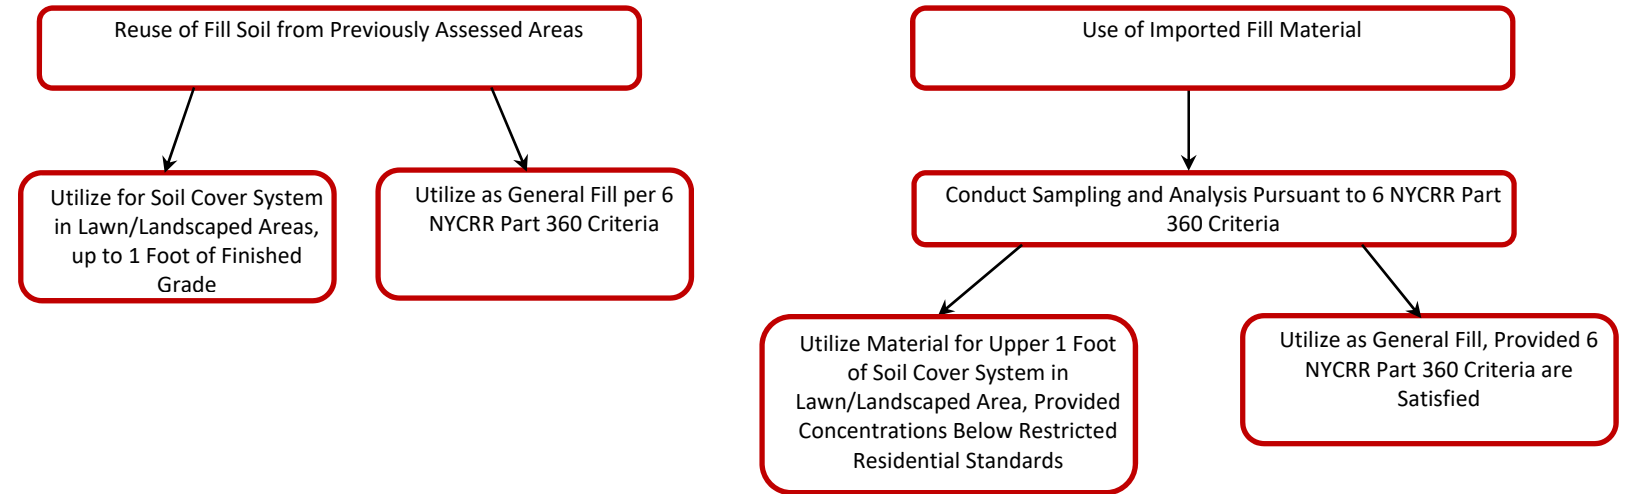 Reuse of Fill Soil from Previously Assessed Areas
Use of Imported Fill Material
Utilize for Soil Cover System
in Lawn/Landscaped Areas,
up to 1 Foot of Finished
Grade
Utilize as General Fill per 6
NYCRR Part 360 Criteria
Conduct Sampling and Analysis Pursuant to 6 NYCRR Part
360 Criteria
Utilize Material for Upper 1 Foot
of Soil Cover System in
Lawn/Landscaped Area, Provided
Concentrations Below Restricted
Residential Standards
Utilize as General Fill, Provided 6
NYCRR Part 360 Criteria are
Satisfied